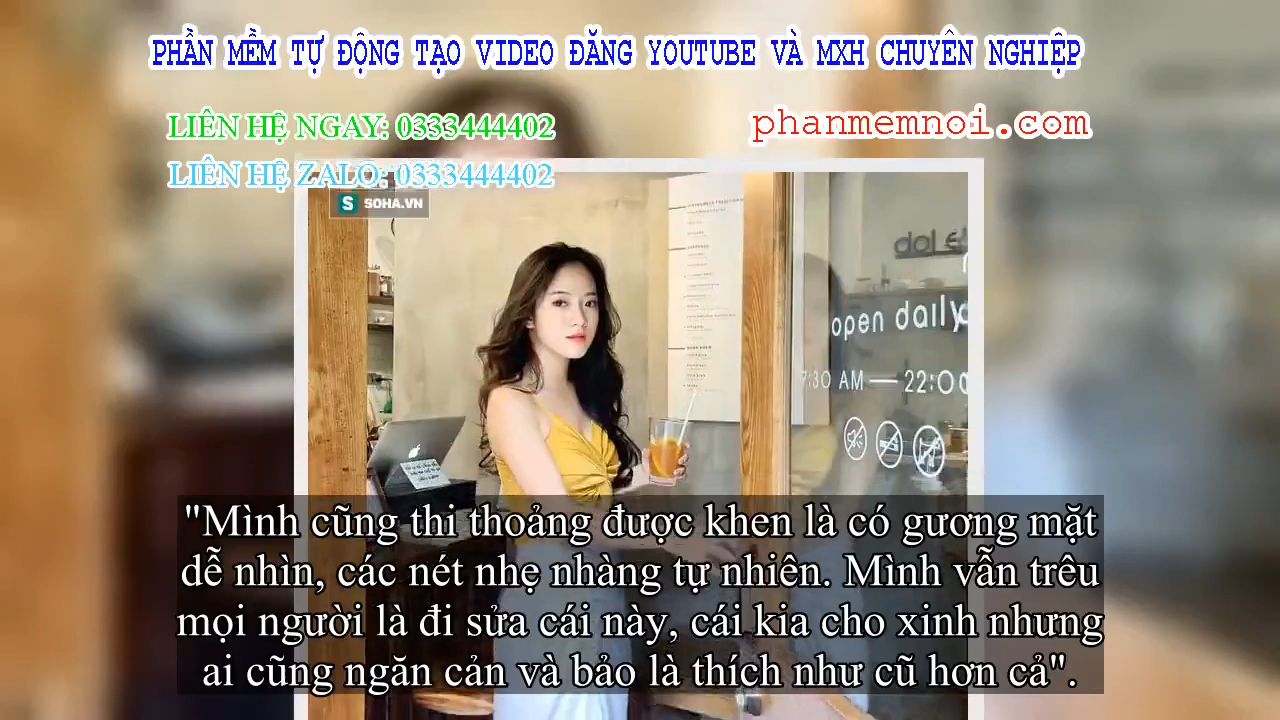 PHẦN MỀM TỰ ĐỘNG TẠO VIDEO ĐĂNG YOUTUBE VÀ MXH CHUYÊN NGHIỆP
LIÊN HỆ NGAY: 0333444402
phanmemnoi.com
LIÊN HỆ ZALO: 0333444402
S SOHA.VN
open daily
7:30 AM — 22:00
"Mình cũng thi thoảng được khen là có gương mặt
dễ nhìn, các nét nhẹ nhàng tự nhiên. Mình vẫn trêu
mọi người là đi sửa cái này, cái kia cho xinh nhưng
ai cũng ngăn cản và bảo là thích như cũ hơn cả".